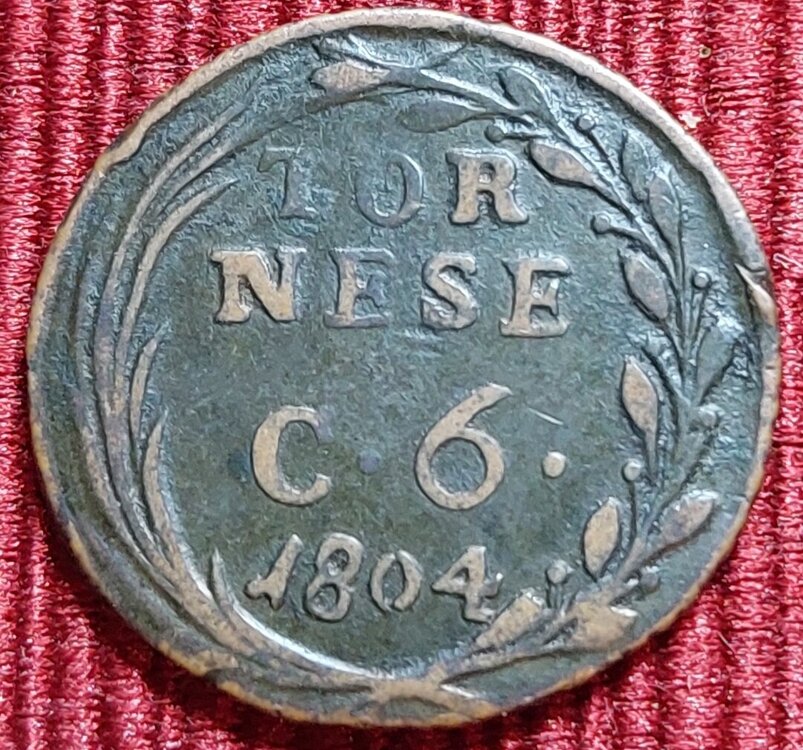 TOR
NESE
C · 6 ·
1804